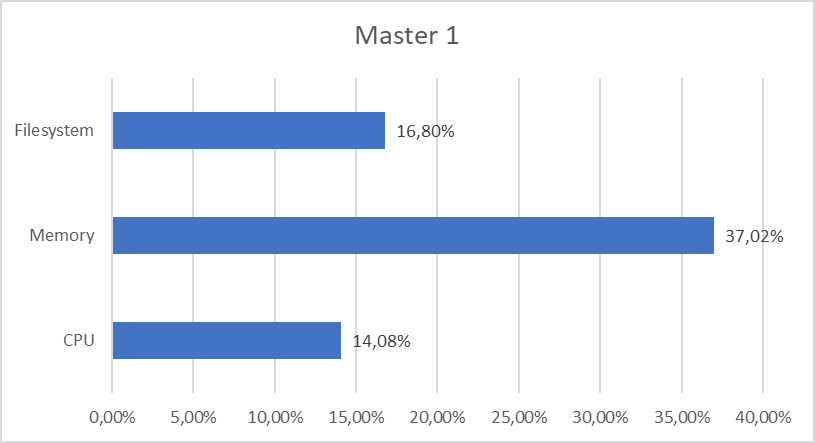 Master 1
Filesystem
16,80%
Memory
37,02%
CPU
14,08%
0,00% 5,00% 10,00% 15,00% 20,00% 25,00% 30,00% 35,00% 40,00%